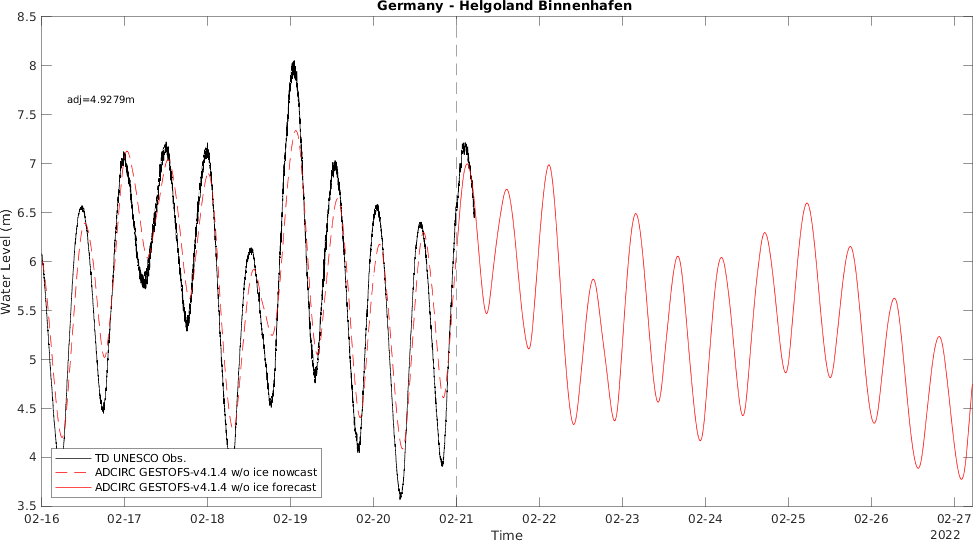 Germany - Helgoland Binnenhafen
8.5
8
7.5
7
6.5
6
5.5
5
4.5
4
3.5
Water Level (m)
adj=4.9279m
TD UNESCO Obs.
ADCIRC GESTOFS-v4.1.4 w/o ice nowcast
ADCIRC GESTOFS-v4.1.4 w/o ice forecast
02-16 02-17 02-18 02-19 02-20 02-21 02-22 02-23 02-24 02-25 02-26 02-27
Time
2022